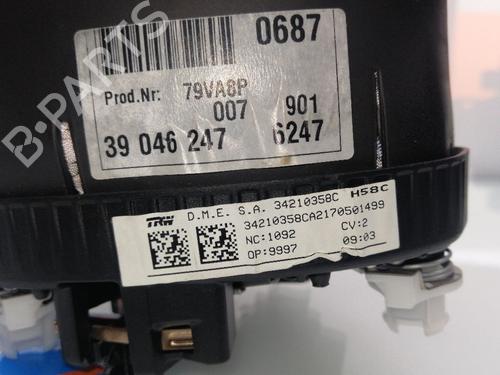 0687
Prod.Nr: 79VA8P
007 901
39 046 247 6247
TRW D.M.E. S.A. 34210358C H58C
34210358CA2170501499
NC:1092 CV:2
OP:9997 09:03
B-PARTS